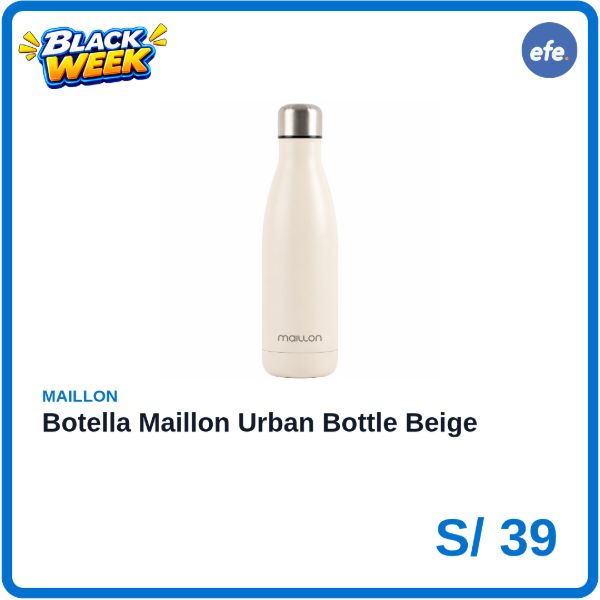 BLACK
WEEK
efe.
maillon
MAILLON
Botella Maillon Urban Bottle Beige
S/ 39